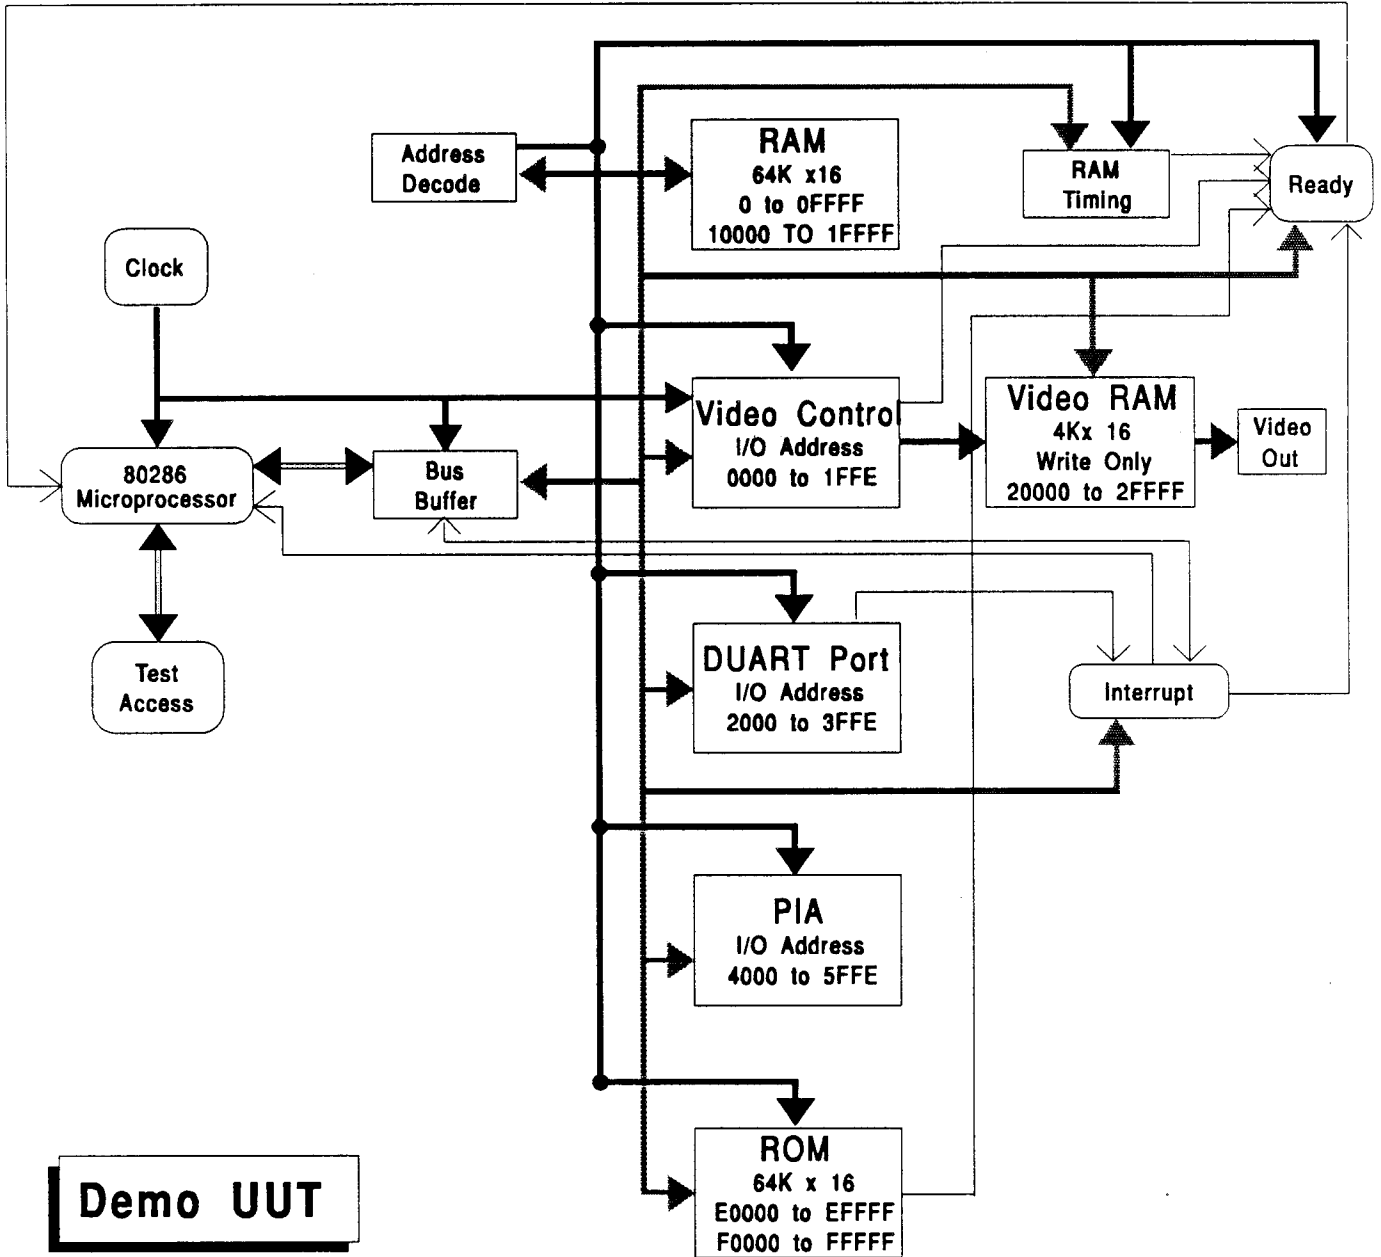 Address
Decode
RAM
64K x16
0 to 0FFFF
10000 TO 1FFFF
RAM
Timing
Ready
Clock
80286
Microprocessor
Bus
Buffer
Video Control
I/O Address
0000 to 1FFE
Video RAM
4Kx 16
Write Only
20000 to 2FFFF
Video
Out
Test
Access
DUART Port
I/O Address
2000 to 3FFE
Interrupt
PIA
I/O Address
4000 to 5FFE
ROM
64K x 16
E0000 to EFFFF
F0000 to FFFFF
Demo UUT